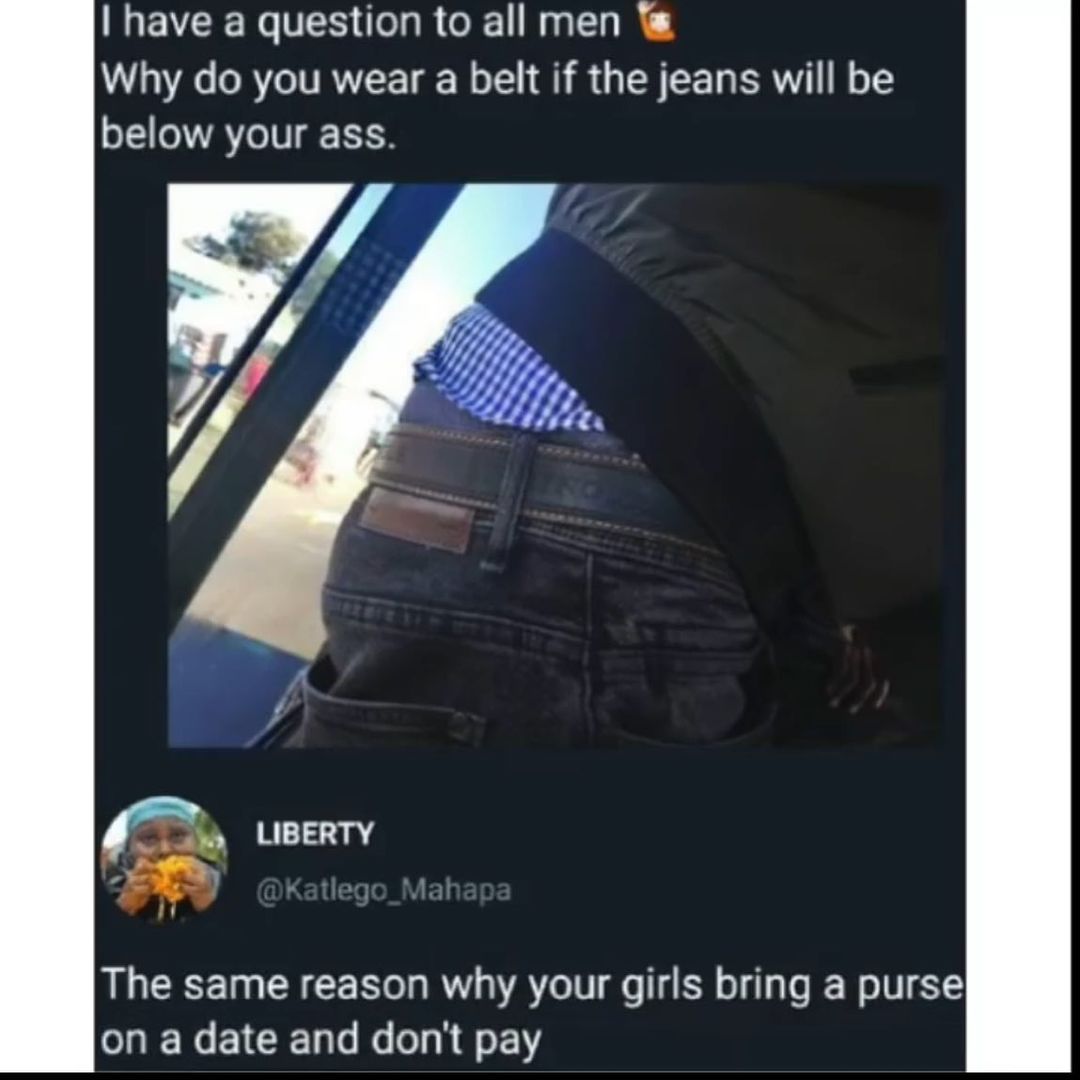 I have a question to all men 🙋
Why do you wear a belt if the jeans will be
below your ass.
LIBERTY
@Katlego_Mahapa
The same reason why your girls bring a purse
on a date and don't pay